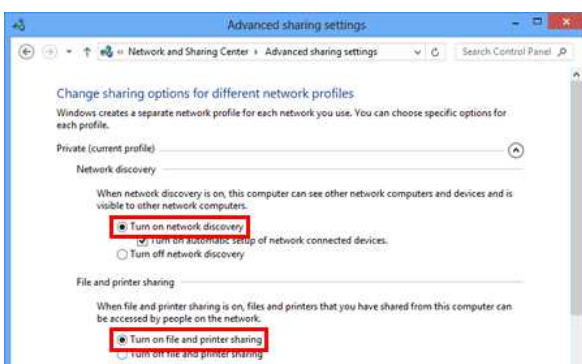 Advanced sharing settings
« Network and Sharing Center › Advanced sharing settings
Search Control Panel
Change sharing options for different network profiles
Windows creates a separate network profile for each network you use. You can choose specific options for
each profile.
Private (current profile)
Network discovery
When network discovery is on, this computer can see other network computers and devices and is
visible to other network computers.
Turn on network discovery
Turn on automatic setup of network connected devices.
Turn off network discovery
File and printer sharing
When file and printer sharing is on, files and printers that you have shared from this computer can
be accessed by people on the network.
Turn on file and printer sharing
Turn off file and printer sharing